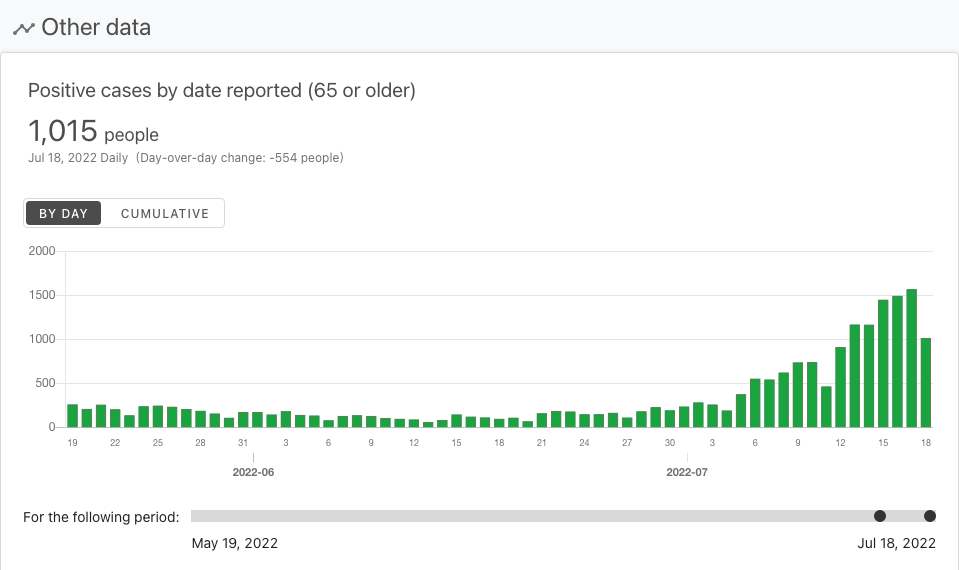 Other data
Positive cases by date reported (65 or older)
1,015 people
Jul 18, 2022 Daily (Day-over-day change: -554 people)
BY DAY CUMULATIVE
2000
1500
1000
500
0
19 22 25 28 31 3 6 9 12 15 18 21 24 27 30 3 6 9 12 15 18
2022-06 2022-07
For the following period:
May 19, 2022 Jul 18, 2022